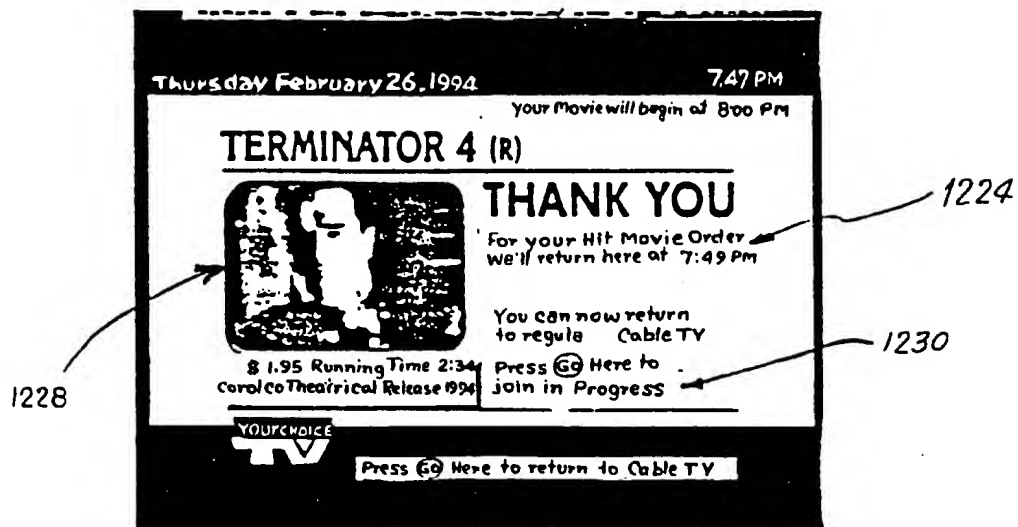 Thursday February 26.1994
7,47 PM
your Movie will begin at 8:00 PM
TERMINATOR 4 (R)
THANK YOU
For your Hit Movie Order
We'll return here at 7:49 PM
1224
You can now return
to regula Cable TV
$ 1.95 Running Time 2:34
Carolco Theatrical Release 1994
Press GO Here to
join in Progress
1230
1228
YOUR CHOICE
TV
Press GO Here to return to Cable TV